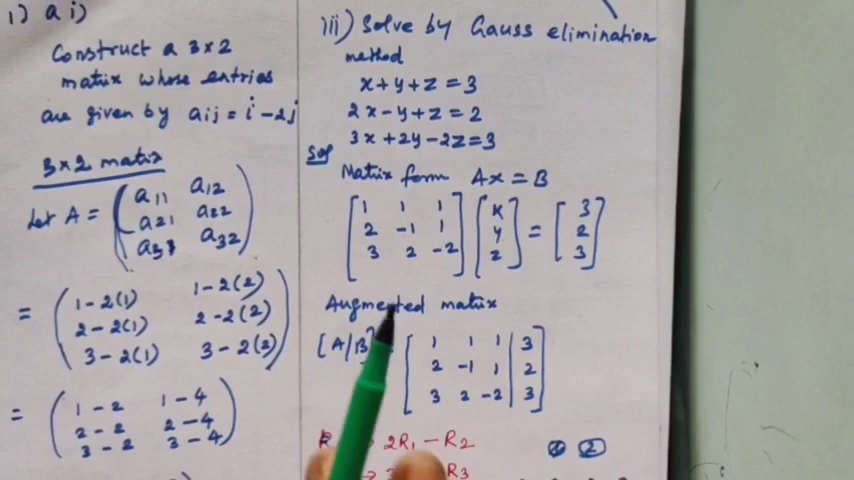 1) a i)
Construct a 3x2
matrix whose entries
are given by aij = i - 2j
3x2 matix
Let A = ( a11 a12
a21 a22
a31 a32 )
= ( 1-2(1) 1-2(2)
2-2(1) 2-2(2)
3-2(1) 3-2(2) )
= ( 1-2 1-4
2-2 2-4
3-2 3-4 )
iii) Solve by Gauss elimination
method
x+y+z=3
2x-y+z=2
3x+2y-2z=3
Sol
Matrix form Ax=B
[ 1 1 1
2 -1 1
3 2 -2 ] [ x
y
z ] = [ 3
2
3 ]
Augmented matrix
[A/B] = [ 1 1 1 | 3
2 -1 1 | 2
3 2 -2 | 3 ]
R → 2R1 - R2
→ 3 R3
2